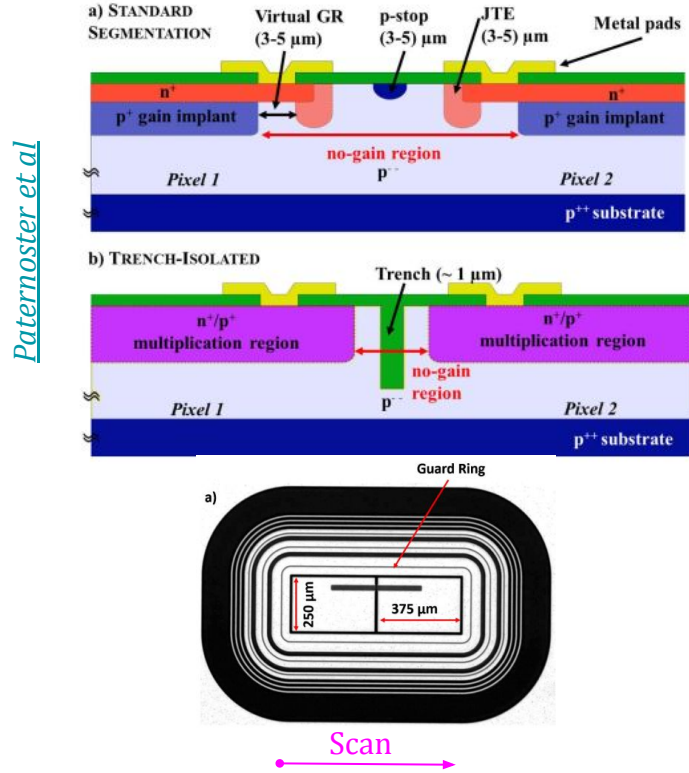 Paternoster et al
a) STANDARD SEGMENTATION
Virtual GR (3-5 µm)
p-stop (3-5) µm
JTE (3-5) µm
Metal pads
n+
n+
p+ gain implant
p+ gain implant
no-gain region
p--
Pixel 1
Pixel 2
p++ substrate
b) TRENCH-ISOLATED
Trench (~ 1 µm)
n+/p+ multiplication region
n+/p+ multiplication region
no-gain region
p--
Pixel 1
Pixel 2
p++ substrate
Guard Ring
a)
250 µm
375 µm
Scan